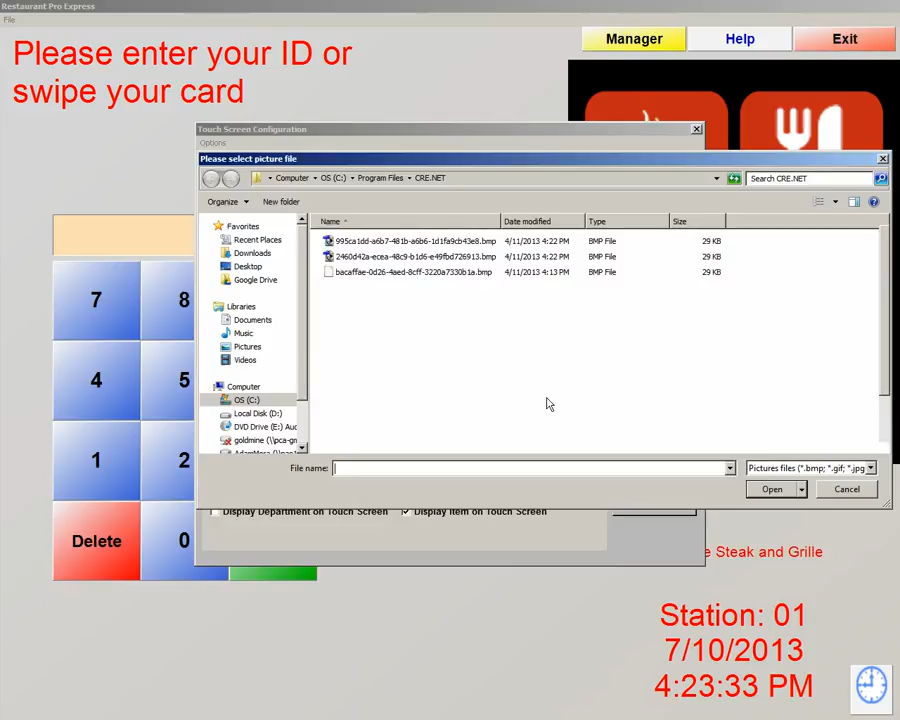 Restaurant Pro Express
File
Please enter your ID or
swipe your card
Manager
Help
Exit
Touch Screen Configuration
Options
Please select picture file
Computer
OS (C:)
Program Files
CRE.NET
Search CRE.NET
Organize
New folder
Favorites
Recent Places
Downloads
Desktop
Google Drive
Libraries
Documents
Music
Pictures
Videos
Computer
OS (C:)
Local Disk (D:)
DVD Drive (E:) Auc
goldmine (\\pca-gm
Name
Date modified
Type
Size
995ca1dd-a6b7-481b-a6b6-1d1fa9cb43e8.bmp 4/11/2013 4:22 PM BMP File 29 KB
2460d42a-ecea-48c9-b1d6-e49fbd726913.bmp 4/11/2013 4:22 PM BMP File 29 KB
bacaffae-0d26-4aed-8cff-3220a7330b1a.bmp 4/11/2013 4:13 PM BMP File 29 KB
File name:
Pictures files (*.bmp; *.gif; *.jpg
Open
Cancel
Display Department on Touch Screen
Display Item on Touch Screen
7
8
4
5
1
2
Delete
0
e Steak and Grille
Station: 01
7/10/2013
4:23:33 PM